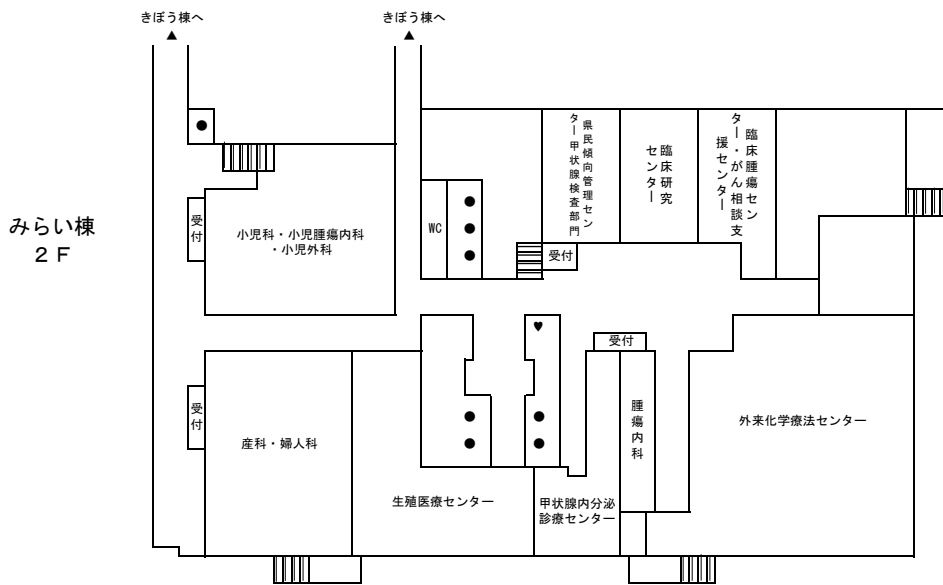 きぼう棟へ
▲
きぼう棟へ
▲
みらい棟
２Ｆ
受付
小児科・小児腫瘍内科
・小児外科
WC
県民傾向管理セン
ター甲状腺検査部門
臨床研究
センター
臨床腫瘍セン
ター・がん相談支
援センター
受付
受付
受付
産科・婦人科
生殖医療センター
甲状腺内分泌
診療センター
腫瘍内科
外来化学療法センター